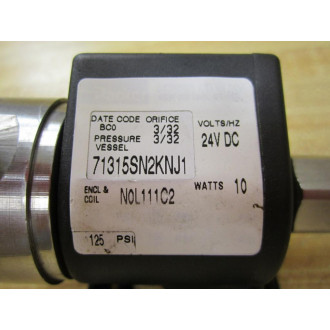 DATE CODE ORIFICE
BC0 3/32
PRESSURE 3/32
VESSEL
VOLTS/HZ
24V DC
71315SN2KNJ1
ENCL & COIL N0L111C2
WATTS 10
125 PSI